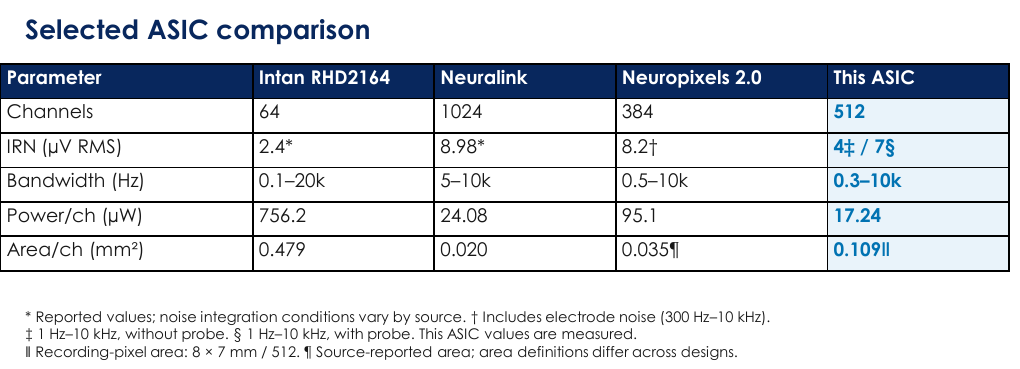 Selected ASIC comparison
Parameter Intan RHD2164 Neuralink Neuropixels 2.0 This ASIC
Channels 64 1024 384 512
IRN (µV RMS) 2.4* 8.98* 8.2† 4‡ / 7§
Bandwidth (Hz) 0.1–20k 5–10k 0.5–10k 0.3–10k
Power/ch (µW) 756.2 24.08 95.1 17.24
Area/ch (mm²) 0.479 0.020 0.035¶ 0.109‖
* Reported values; noise integration conditions vary by source. † Includes electrode noise (300 Hz–10 kHz).
‡ 1 Hz–10 kHz, without probe. § 1 Hz–10 kHz, with probe. This ASIC values are measured.
‖ Recording-pixel area: 8 × 7 mm / 512. ¶ Source-reported area; area definitions differ across designs.